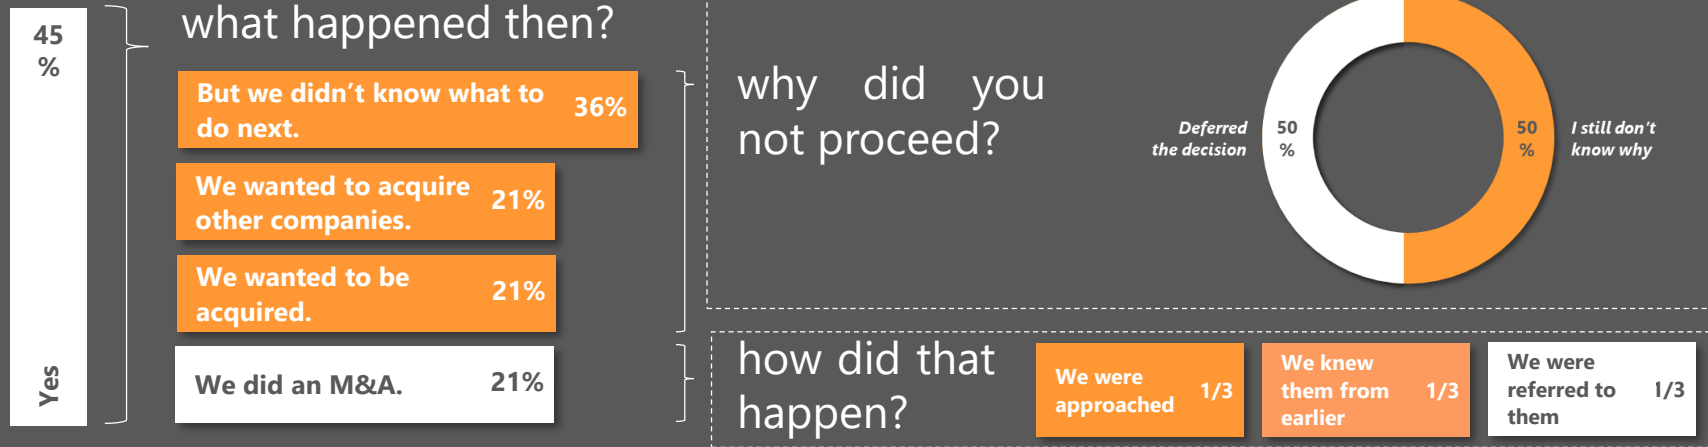 45
%
Yes
what happened then?
But we didn't know what to
do next.
36%
We wanted to acquire
other companies.
21%
We wanted to be
acquired.
21%
We did an M&A.
21%
why did you
not proceed?
Deferred
the decision
50
%
50
%
I still don't
know why
how did that
happen?
We were
approached
1/3
We knew
them from
earlier
1/3
We were
referred to
them
1/3